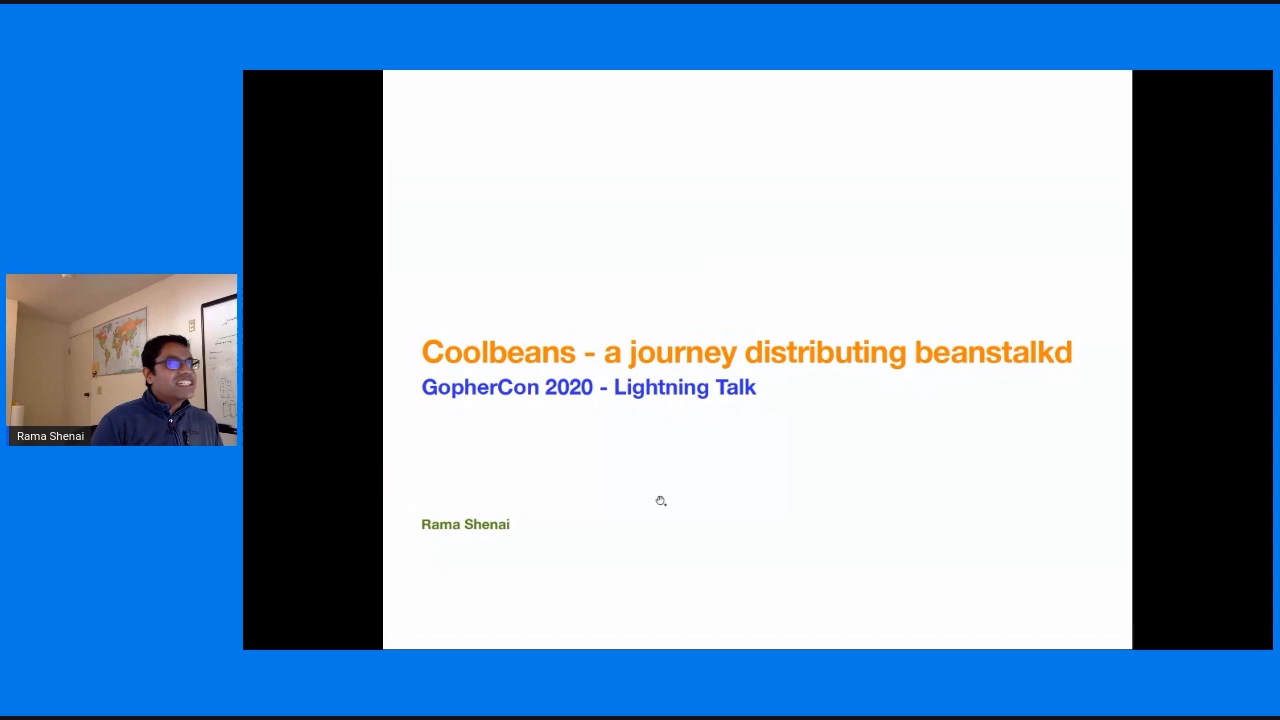 Coolbeans - a journey distributing beanstalkd
GopherCon 2020 - Lightning Talk
Rama Shenai
Rama Shenai